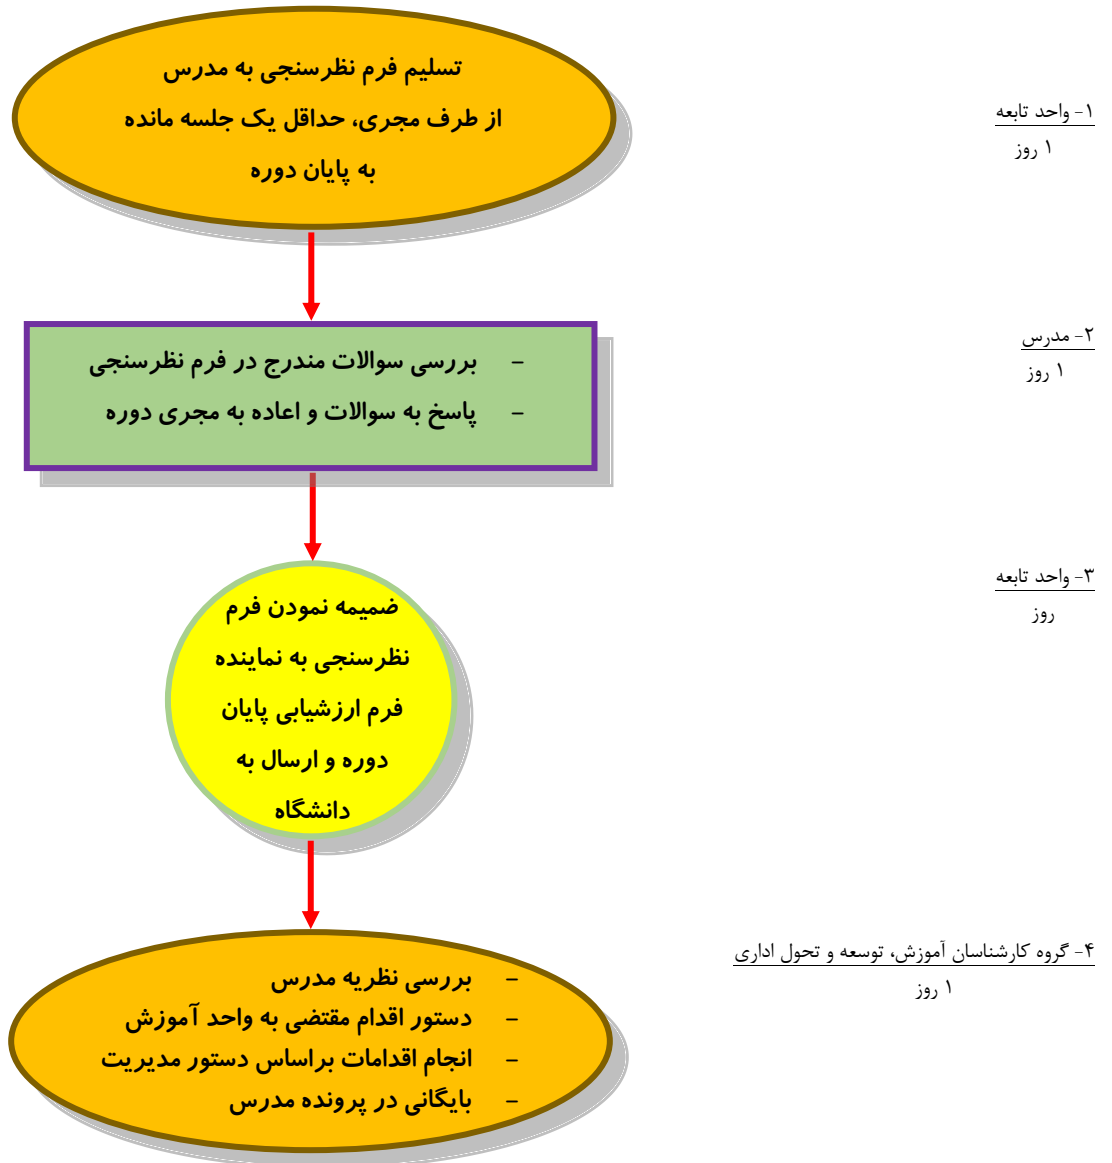 تسلیم فرم نظرسنجی به مدرس
از طرف مجری، حداقل یک جلسه مانده
به پایان دوره
۱- واحد تابعه
۱ روز
- بررسی سوالات مندرج در فرم نظرسنجی
- پاسخ به سوالات و اعاده به مجری دوره
۲- مدرس
۱ روز
ضمیمه نمودن فرم
نظرسنجی به نماینده
فرم ارزشیابی پایان
دوره و ارسال به
دانشگاه
۳- واحد تابعه
روز
- بررسی نظریه مدرس
- دستور اقدام مقتضی به واحد آموزش
- انجام اقدامات براساس دستور مدیریت
- بایگانی در پرونده مدرس
۴- گروه کارشناسان آموزش، توسعه و تحول اداری
۱ روز